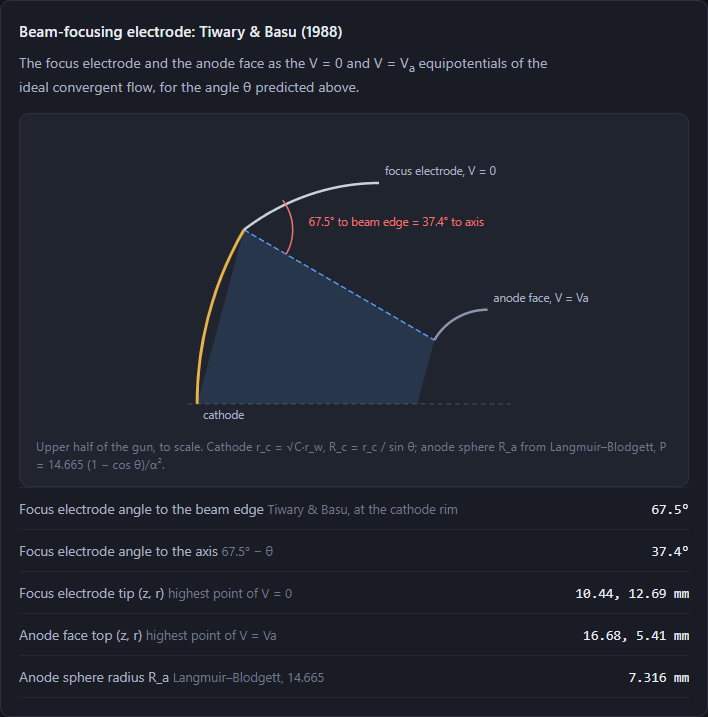 Beam-focusing electrode: Tiwary & Basu (1988)
The focus electrode and the anode face as the V = 0 and V = Va equipotentials of the
ideal convergent flow, for the angle θ predicted above.
focus electrode, V = 0
67.5° to beam edge = 37.4° to axis
anode face, V = Va
cathode
Upper half of the gun, to scale. Cathode r_c = √C·r_w, R_c = r_c / sin θ; anode sphere R_a from Langmuir–Blodgett, P
= 14.665 (1 − cos θ)/α².
Focus electrode angle to the beam edge Tiwary & Basu, at the cathode rim 67.5°
Focus electrode angle to the axis 67.5° − θ 37.4°
Focus electrode tip (z, r) highest point of V = 0 10.44, 12.69 mm
Anode face top (z, r) highest point of V = Va 16.68, 5.41 mm
Anode sphere radius R_a Langmuir–Blodgett, 14.665 7.316 mm